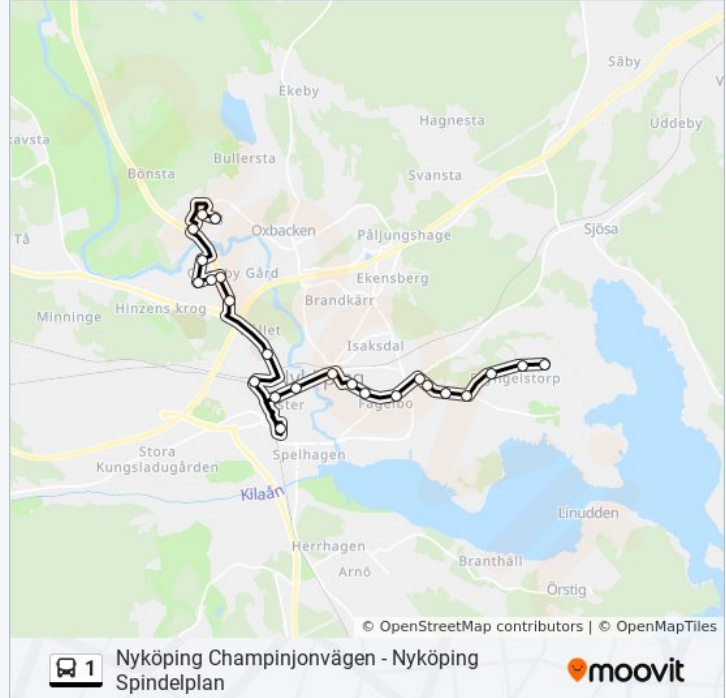 Säby
Ekeby
Hagnesta
Uddeby
Bullersta
Svansta
Bönsta
Sjösa
Oxbacken
Påljungshage
Tå
Ekensberg
Brandkärr
Hinzens krog
Minninge
Isaksdal
Stora
Kungsladugården
Spelhagen
Kilaån
Linudden
Herrhagen
Arnö
Branthäll
Örstig
© OpenStreetMap contributors | © OpenMapTiles
1
Nyköping Champinjonvägen - Nyköping
Spindelplan
moovit